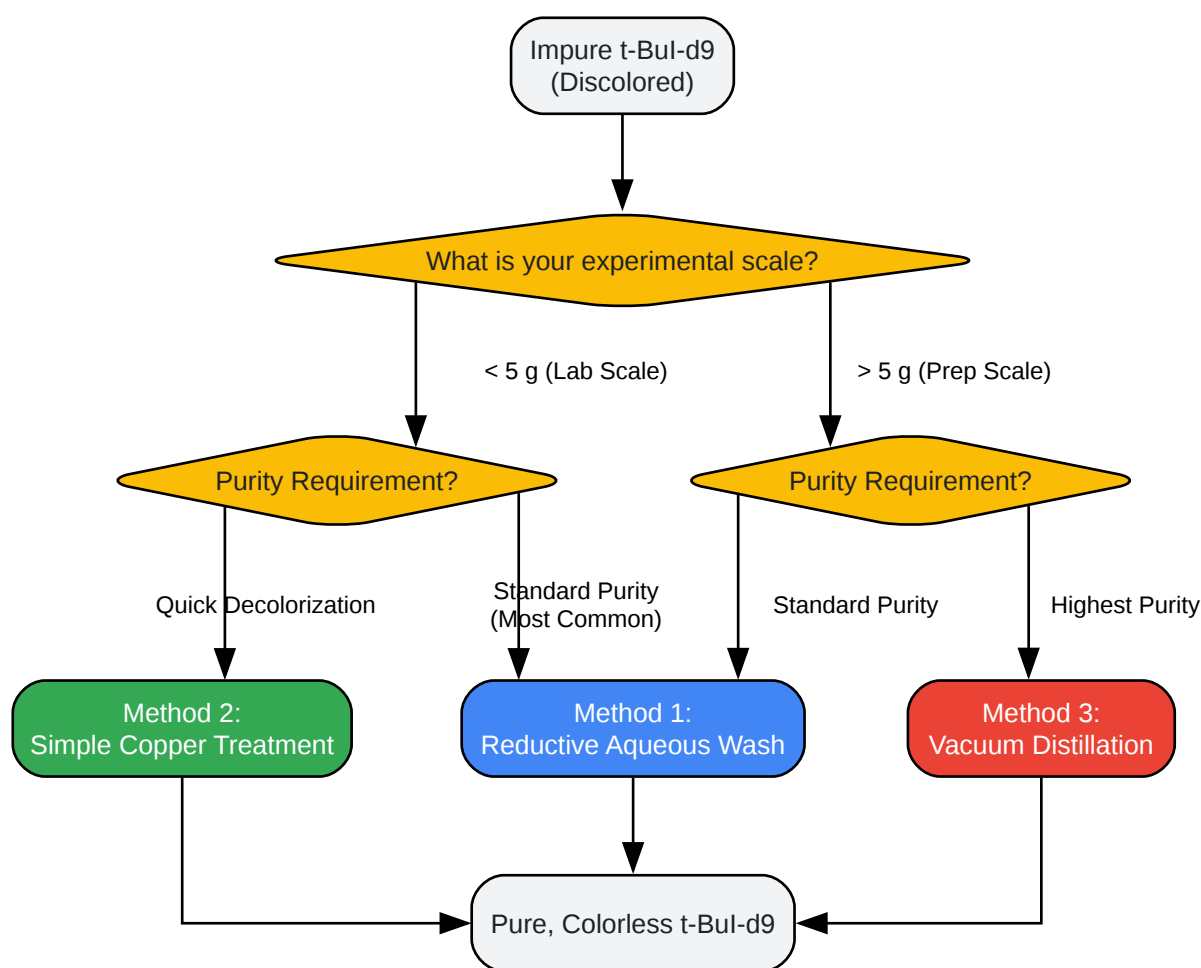 Impure t-BuI-d9
(Discolored)
What is your experimental scale?
< 5 g (Lab Scale)
> 5 g (Prep Scale)
Purity Requirement?
Purity Requirement?
Quick Decolorization
Standard Purity
(Most Common)
Standard Purity
Highest Purity
Method 2:
Simple Copper Treatment
Method 1:
Reductive Aqueous Wash
Method 3:
Vacuum Distillation
Pure, Colorless t-BuI-d9